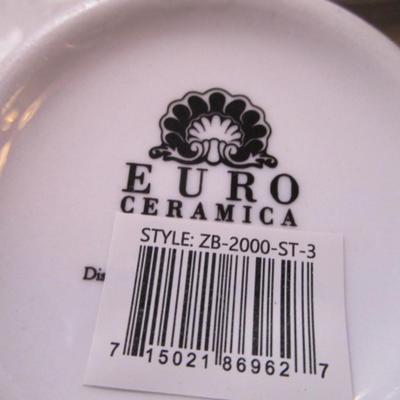 EURO
CERAMICA
STYLE: ZB-2000-ST-3
7 15021 86962 7